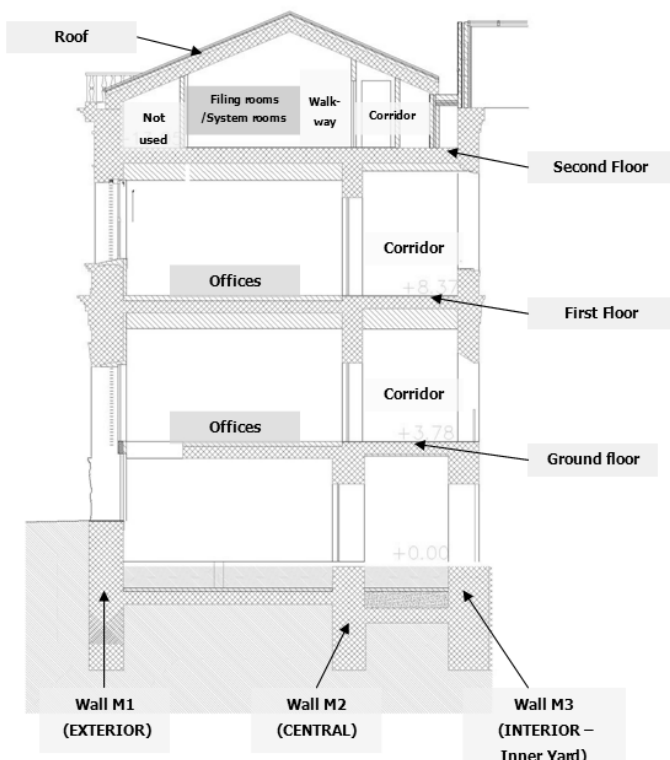 Roof
Filing rooms
/System rooms
Walk-
way
Not
used
Corridor
Second Floor
Corridor
Offices
+8.37
First Floor
Corridor
Offices
+3.78
Ground floor
+0.00
Wall M1
(EXTERIOR)
Wall M2
(CENTRAL)
Wall M3
(INTERIOR –
Inner Yard)